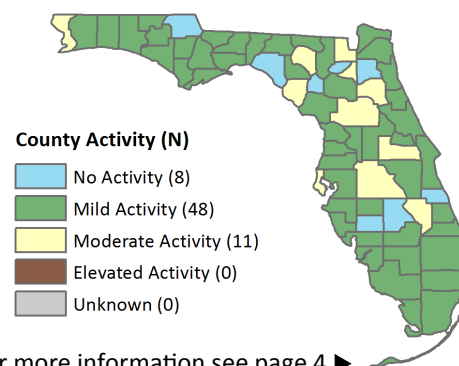 County Activity (N)
No Activity (8)
Mild Activity (48)
Moderate Activity (11)
Elevated Activity (0)
Unknown (0)
r more information see page 4 ▶